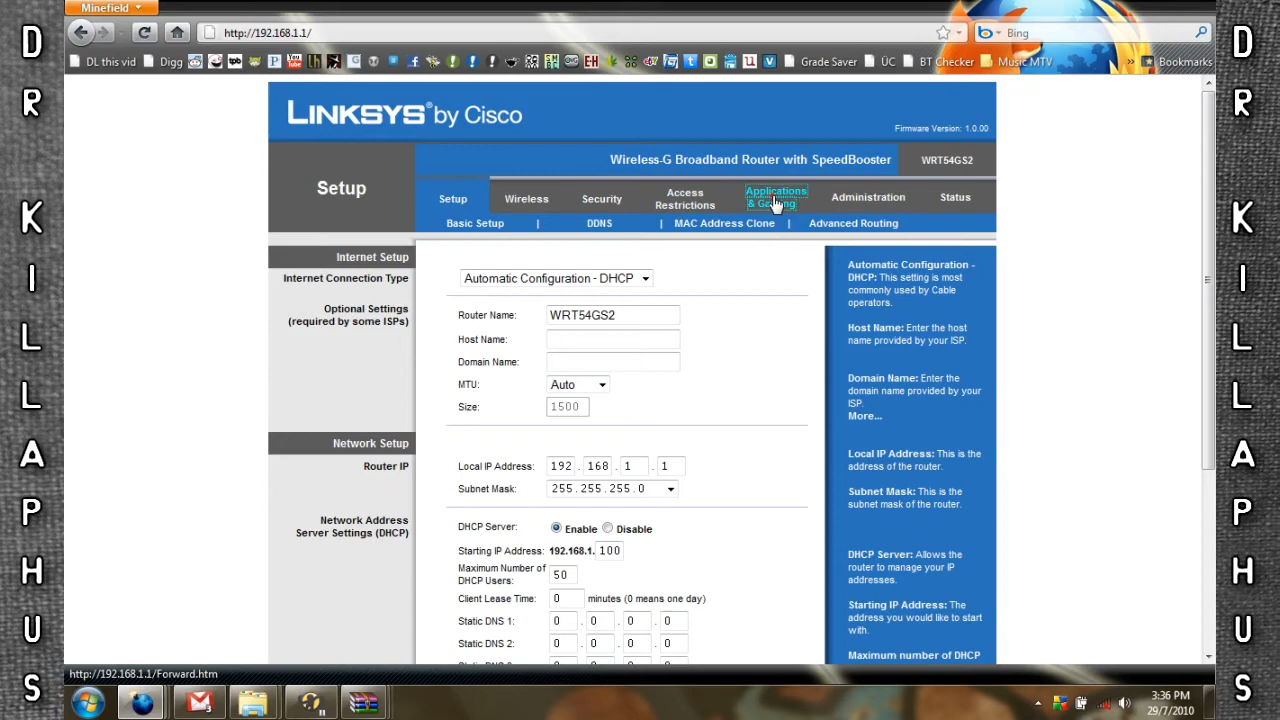 Minefield
http://192.168.1.1/
Bing
DL this vid
Digg
Grade Saver
ÜC
BT Checker
Music MTV
Bookmarks
LINKSYS® by Cisco
Firmware Version: 1.0.00
Wireless-G Broadband Router with SpeedBooster
WRT54GS2
Setup
Setup
Wireless
Security
Access
Restrictions
Applications
& Gaming
Administration
Status
Basic Setup | DDNS | MAC Address Clone | Advanced Routing
Internet Setup
Internet Connection Type
Automatic Configuration - DHCP
Optional Settings
(required by some ISPs)
Router Name: WRT54GS2
Host Name:
Domain Name:
MTU: Auto
Size: 1500
Network Setup
Router IP
Local IP Address: 192 . 168 . 1 . 1
Subnet Mask: 255.255.255.0
Network Address
Server Settings (DHCP)
DHCP Server: Enable Disable
Starting IP Address: 192.168.1. 100
Maximum Number of
DHCP Users: 50
Client Lease Time: 0 minutes (0 means one day)
Static DNS 1: 0 . 0 . 0 . 0
Static DNS 2: 0 . 0 . 0 . 0
Automatic Configuration -
DHCP: This setting is most
commonly used by Cable
operators.
Host Name: Enter the host
name provided by your ISP.
Domain Name: Enter the
domain name provided by your
ISP.
More...
Local IP Address: This is the
address of the router.
Subnet Mask: This is the
subnet mask of the router.
DHCP Server: Allows the
router to manage your IP
addresses.
Starting IP Address: The
address you would like to start
with.
Maximum number of DHCP
http://192.168.1.1/Forward.htm
3:36 PM
29/7/2010
DR KILLAPHUS
DR KILLAPHUS